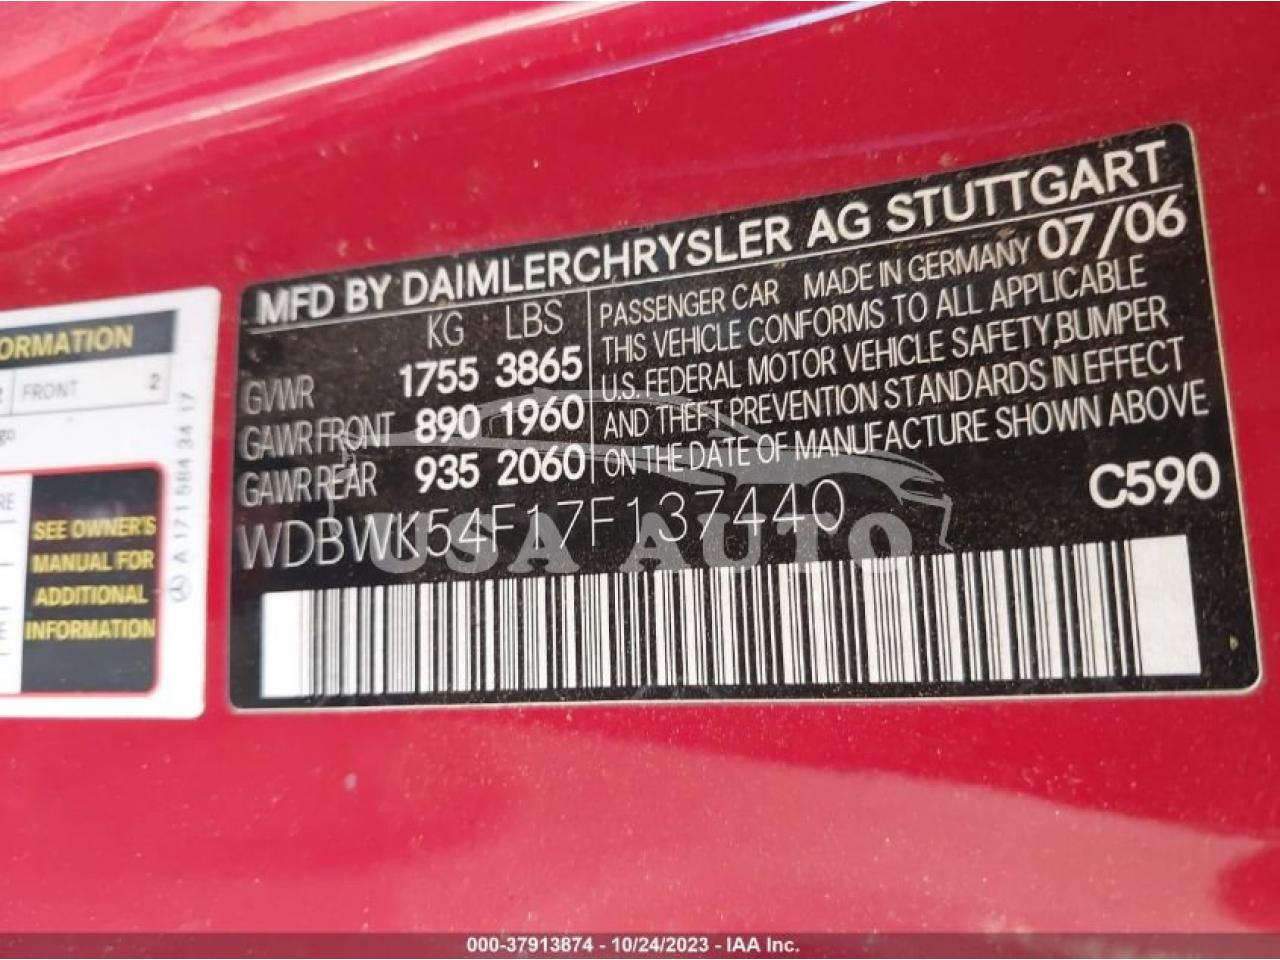 MFD BY DAIMLERCHRYSLER AG STUTTGART
KG LBS
GVWR 1755 3865
GAWR FRONT 890 1960
GAWR REAR 935 2060
PASSENGER CAR MADE IN GERMANY 07/06
THIS VEHICLE CONFORMS TO ALL APPLICABLE
U.S. FEDERAL MOTOR VEHICLE SAFETY,BUMPER
AND THEFT PREVENTION STANDARDS IN EFFECT
ON THE DATE OF MANUFACTURE SHOWN ABOVE
WDBWK54F17F137440
C590
USA AUTO
ORMATION
FRONT 2
SEE OWNER'S
MANUAL FOR
ADDITIONAL
INFORMATION
A 171 584 34 17
000-37913874 - 10/24/2023 - IAA Inc.